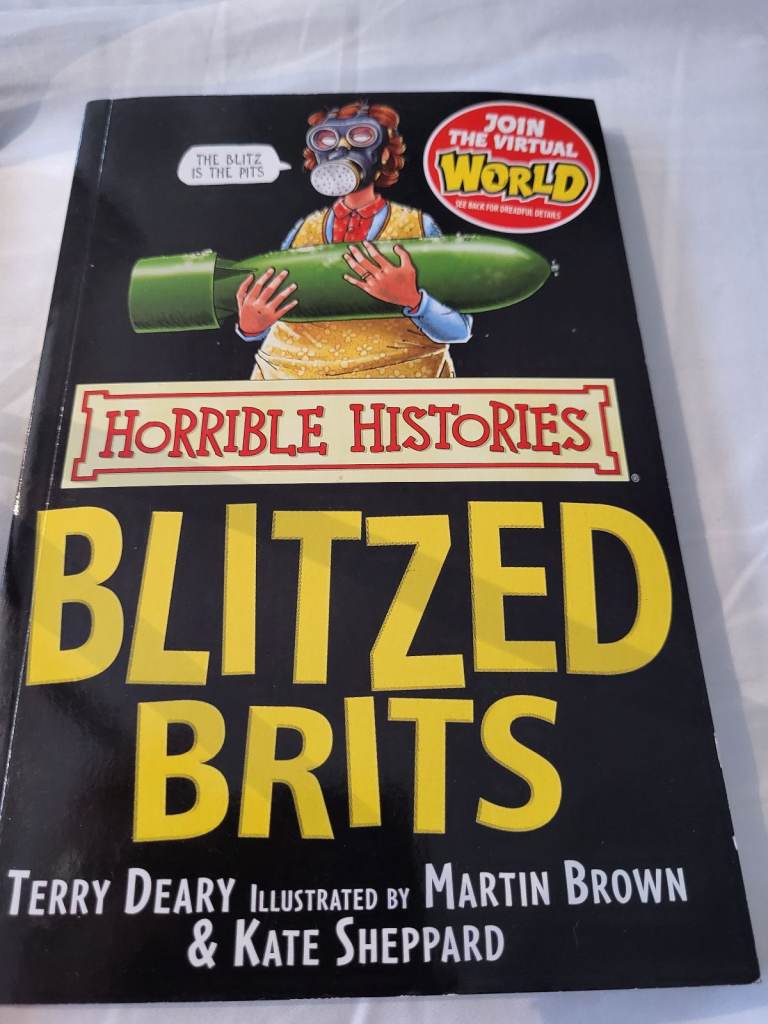 JOIN
THE VIRTUAL
WORLD
SEE BACK FOR DREADFUL DETAILS
THE BLITZ
IS THE PITS
HORRIBLE HISTORIES®
BLITZED
BRITS
TERRY DEARY ILLUSTRATED BY MARTIN BROWN
& KATE SHEPPARD